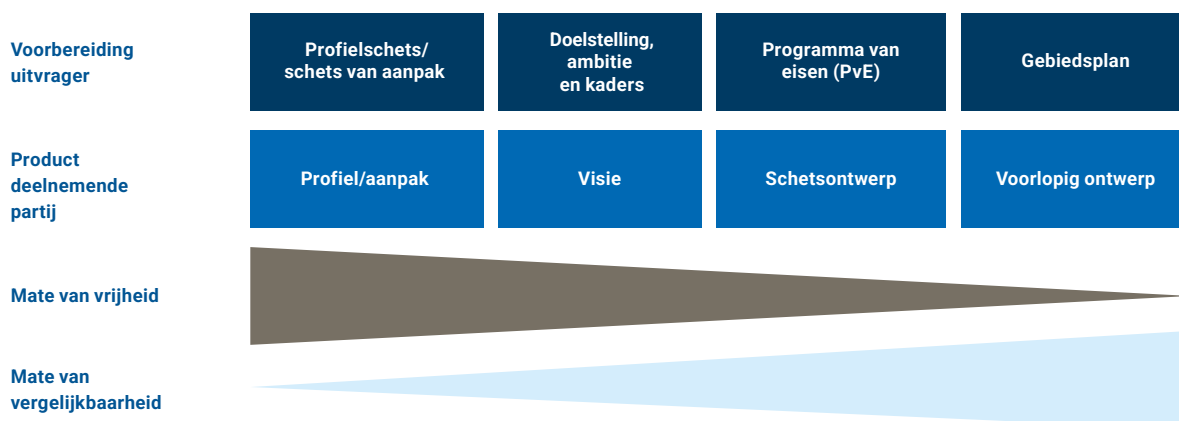 Voorbereiding
uitvrager
Profielschets/
schets van aanpak
Doelstelling,
ambitie
en kaders
Programma van
eisen (PvE)
Gebiedsplan
Product
deelnemende
partij
Profiel/aanpak
Visie
Schetsontwerp
Voorlopig ontwerp
Mate van vrijheid
Mate van
vergelijkbaarheid